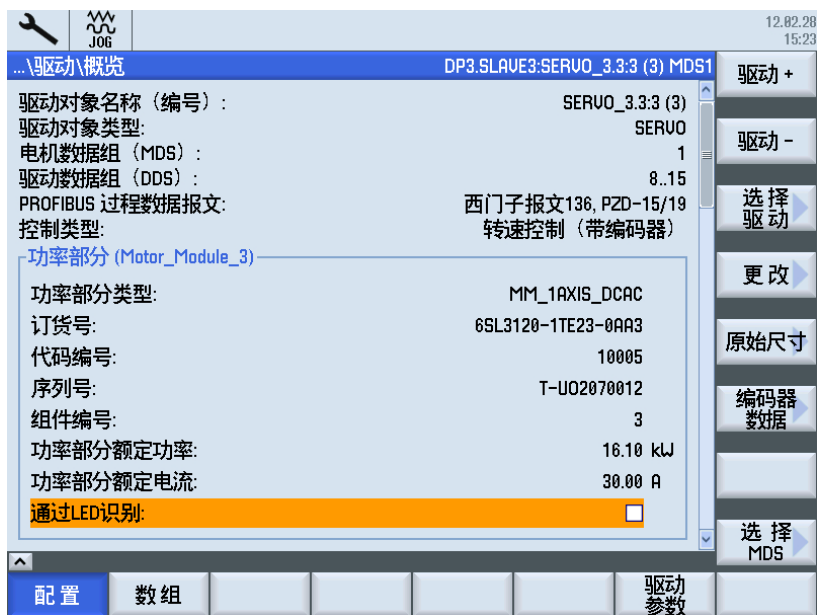 JOG
12.02.28
15:23
...\驱动\概览
DP3.SLAVE3:SERVO_3.3:3 (3) MDS1
驱动对象名称（编号）:
SERVO_3.3:3 (3)
驱动对象类型:
SERVO
电机数据组（MDS）:
1
驱动数据组（DDS）:
8..15
PROFIBUS 过程数据报文:
西门子报文136, PZD-15/19
控制类型:
转速控制（带编码器）
功率部分 (Motor_Module_3)
功率部分类型:
MM_1AXIS_DCAC
订货号:
6SL3120-1TE23-0AA3
代码编号:
10005
序列号:
T-UO2070012
组件编号:
3
功率部分额定功率:
16.10 kW
功率部分额定电流:
30.00 A
通过LED识别:
驱动 +
驱动 -
选择
驱动
更改
原始尺寸
编码器
数据
选择
MDS
配置
数组
驱动
参数